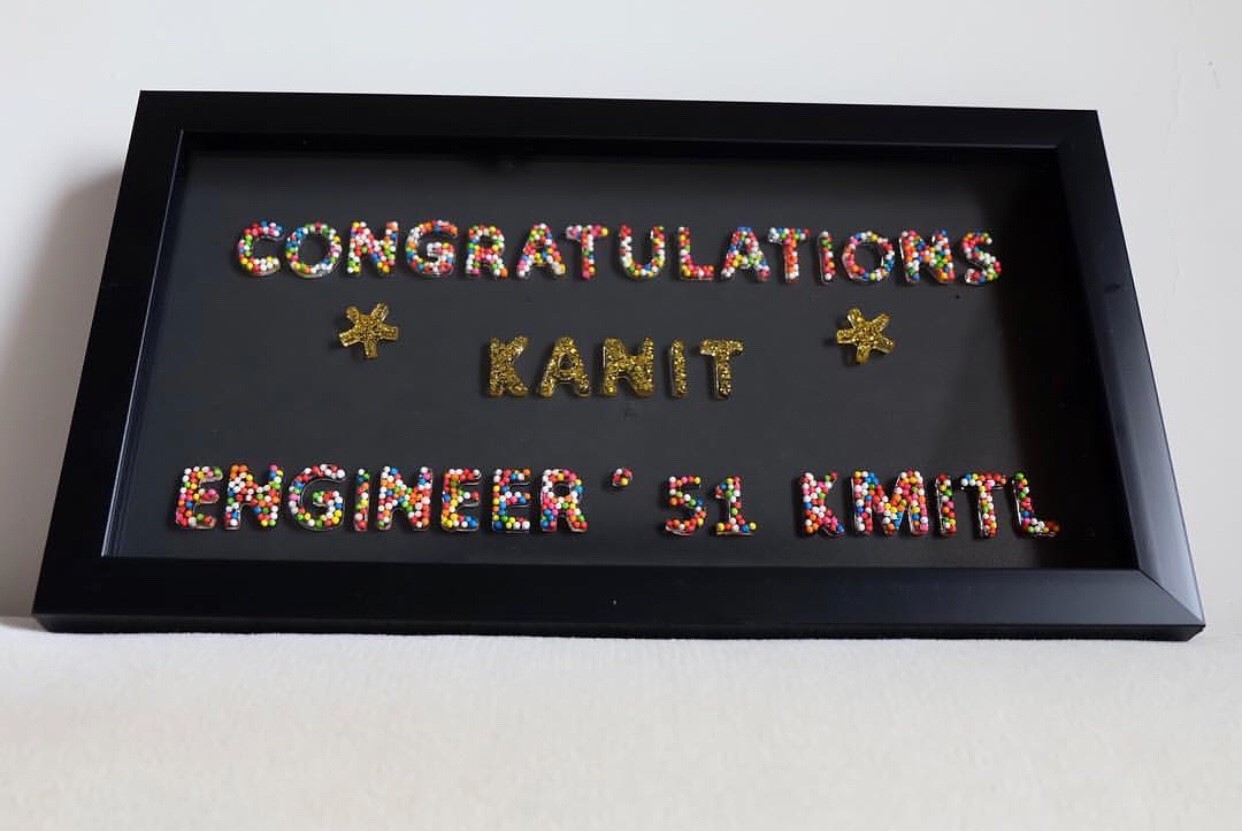 CONGRATULATIONS
* KANIT *
ENGINEER '51 KMITL